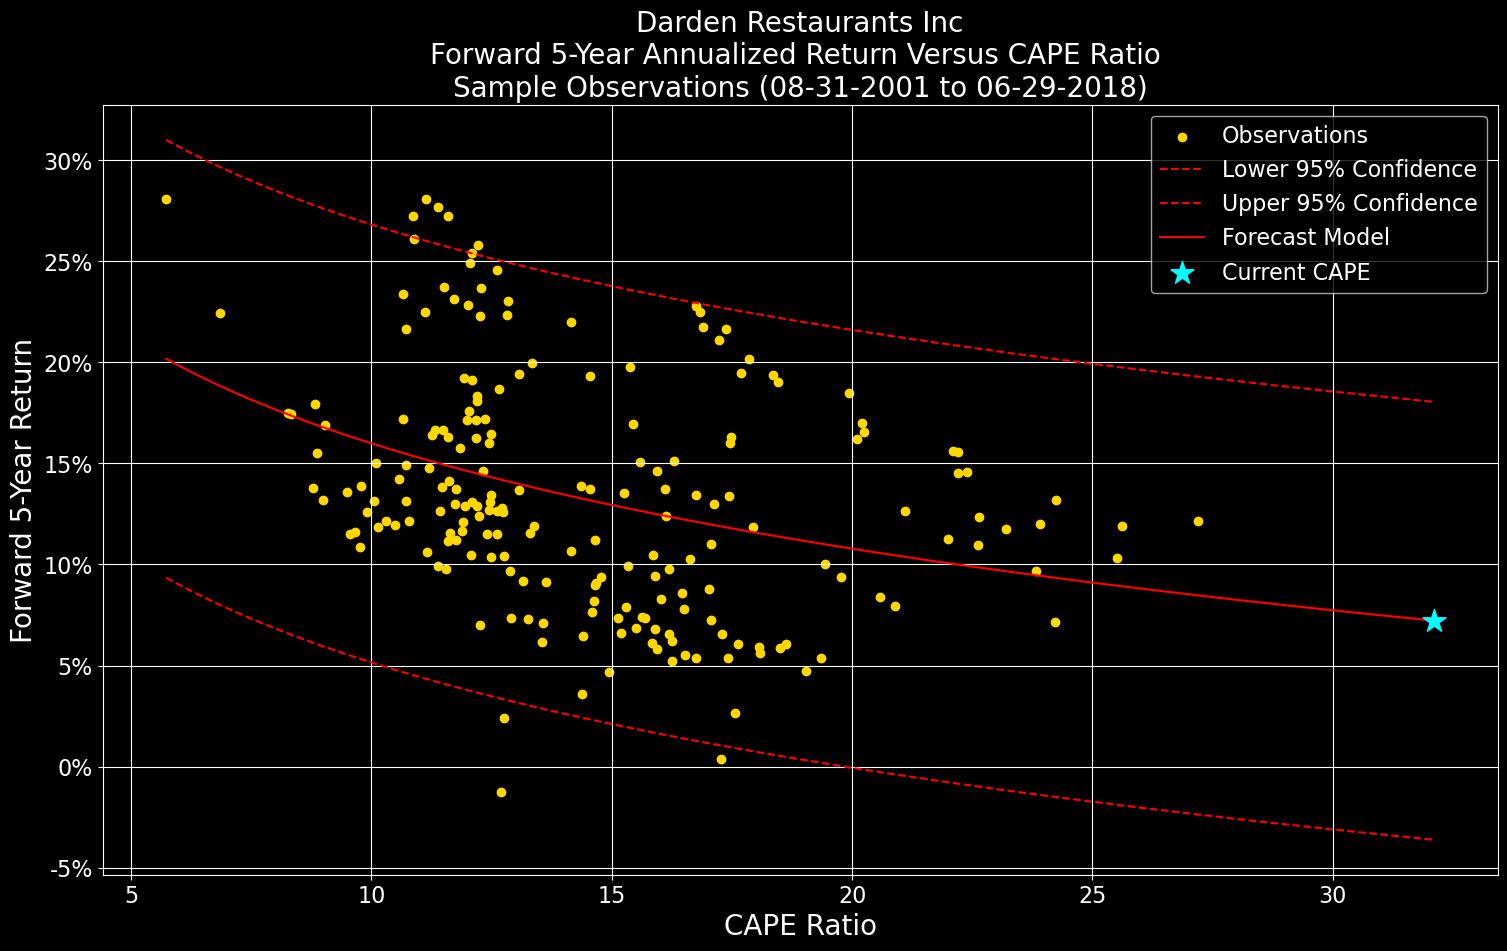 Darden Restaurants Inc
Forward 5-Year Annualized Return Versus CAPE Ratio
Sample Observations (08-31-2001 to 06-29-2018)
Observations
Lower 95% Confidence
Upper 95% Confidence
Forecast Model
Current CAPE
Forward 5-Year Return
30%
25%
20%
15%
10%
5%
0%
-5%
5 10 15 20 25 30
CAPE Ratio